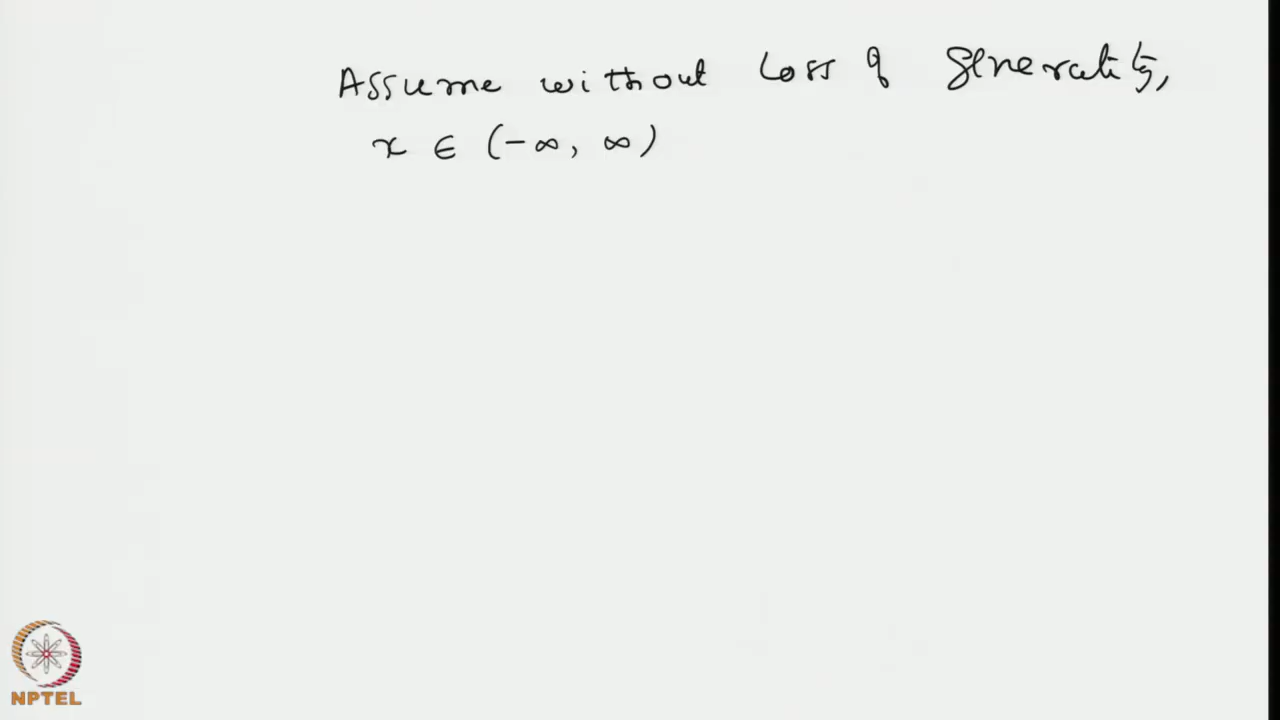 Assume without Loss of generality,
x ∈ (-∞, ∞)
NPTEL